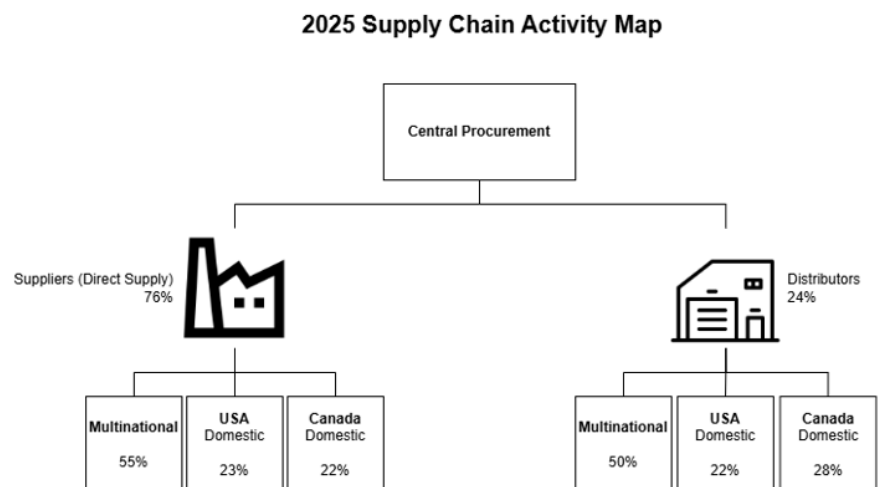 2025 Supply Chain Activity Map
Central Procurement
Suppliers (Direct Supply)
76%
Distributors
24%
Multinational
55%
USA
Domestic
23%
Canada
Domestic
22%
Multinational
50%
USA
Domestic
22%
Canada
Domestic
28%